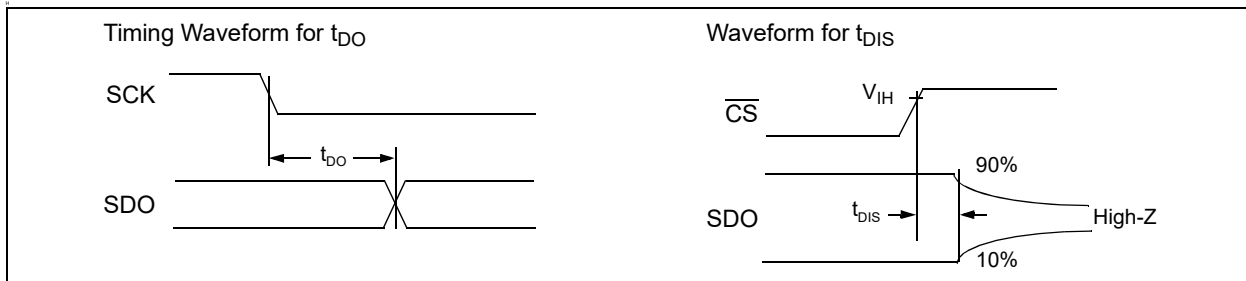 Timing Waveform for tDO
SCK
tDO
SDO
Waveform for tDIS
VIH
CS
90%
SDO
tDIS
High-Z
10%